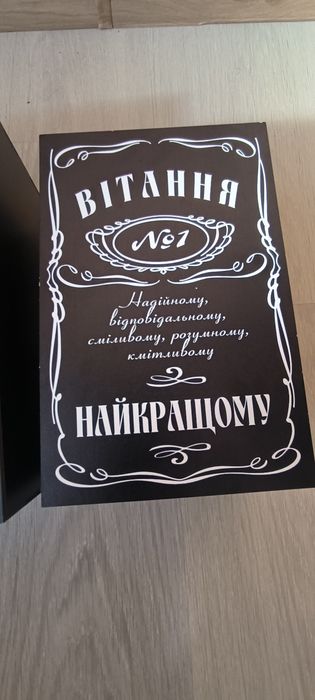 ВІТАННЯ
№1
Надійному,
відповідальному,
сміливому, розумному,
кмітливому
НАЙКРАЩОМУ